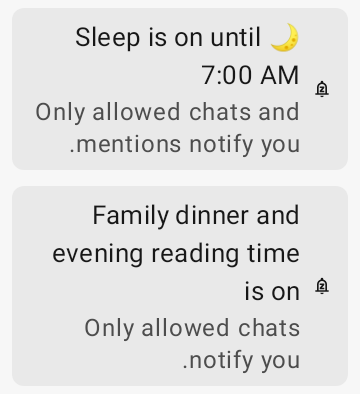 Sleep is on until 🌙
7:00 AM
Only allowed chats and
.mentions notify you
Family dinner and
evening reading time
is on
Only allowed chats
.notify you